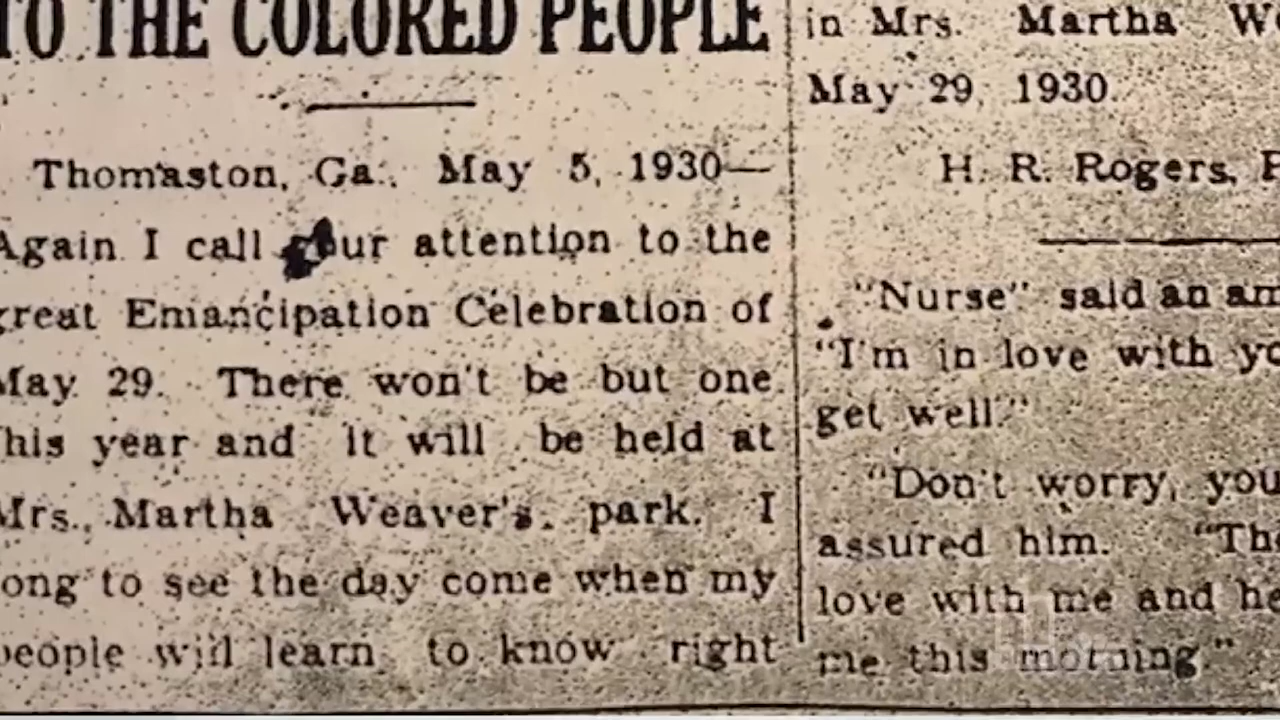 TO THE COLORED PEOPLE
Thomaston, Ga., May 5, 1930—
Again I call your attention to the
great Emancipation Celebration of
May 29. There won't be but one
this year and it will be held at
Mrs. Martha Weaver's park. I
long to see the day come when my
people will learn to know right
in Mrs. Martha
May 29, 1930.
H. R. Rogers,
"Nurse" said an
"I'm in love with
get well."
"Don't worry, you
assured him.
love with me and
me this morning."